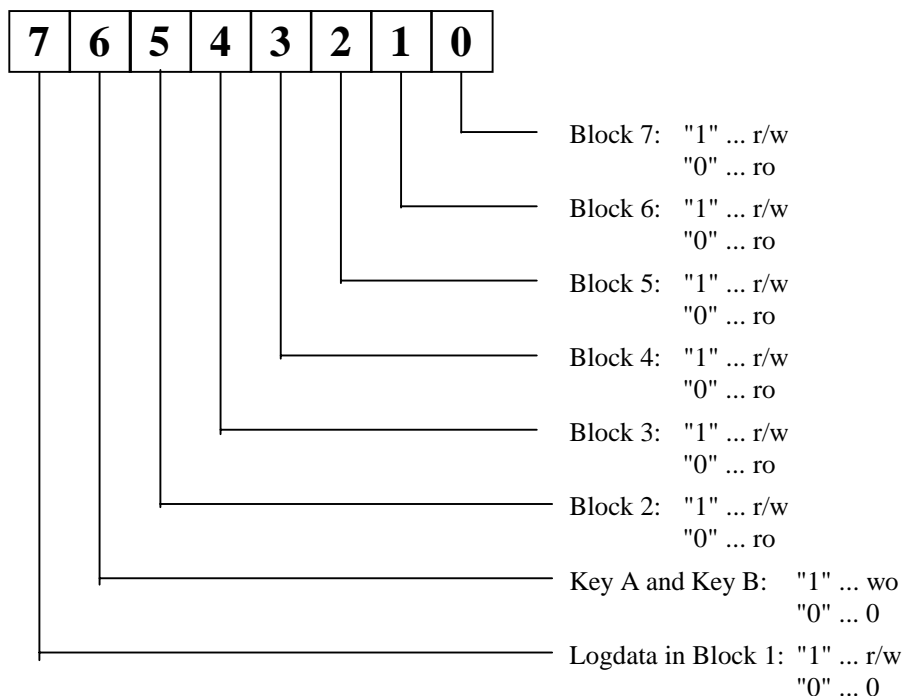 7 6 5 4 3 2 1 0
Block 7: "1" ... r/w
"0" ... ro
Block 6: "1" ... r/w
"0" ... ro
Block 5: "1" ... r/w
"0" ... ro
Block 4: "1" ... r/w
"0" ... ro
Block 3: "1" ... r/w
"0" ... ro
Block 2: "1" ... r/w
"0" ... ro
Key A and Key B: "1" ... wo
"0" ... 0
Logdata in Block 1: "1" ... r/w
"0" ... 0